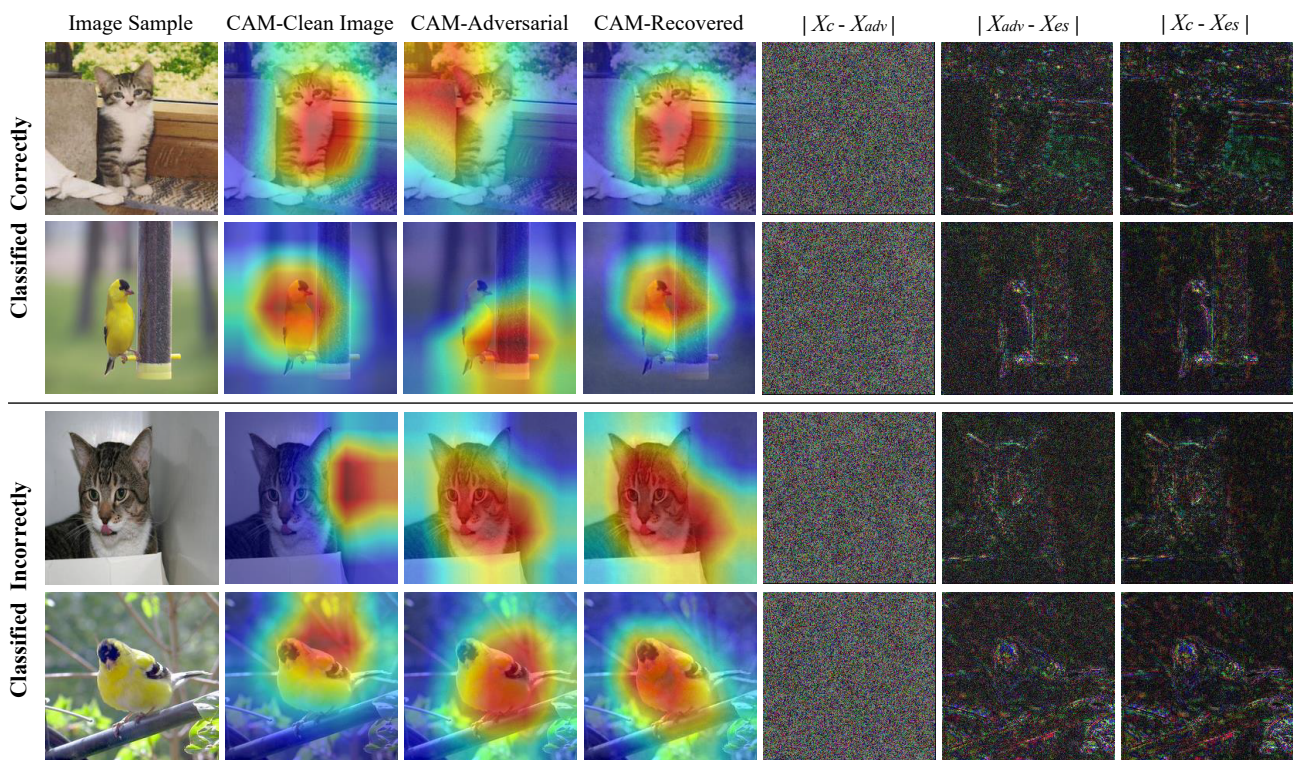 Image Sample CAM-Clean Image CAM-Adversarial CAM-Recovered | Xc - Xadv | | Xadv - Xes | | Xc - Xes |
Classified Correctly
Classified Incorrectly